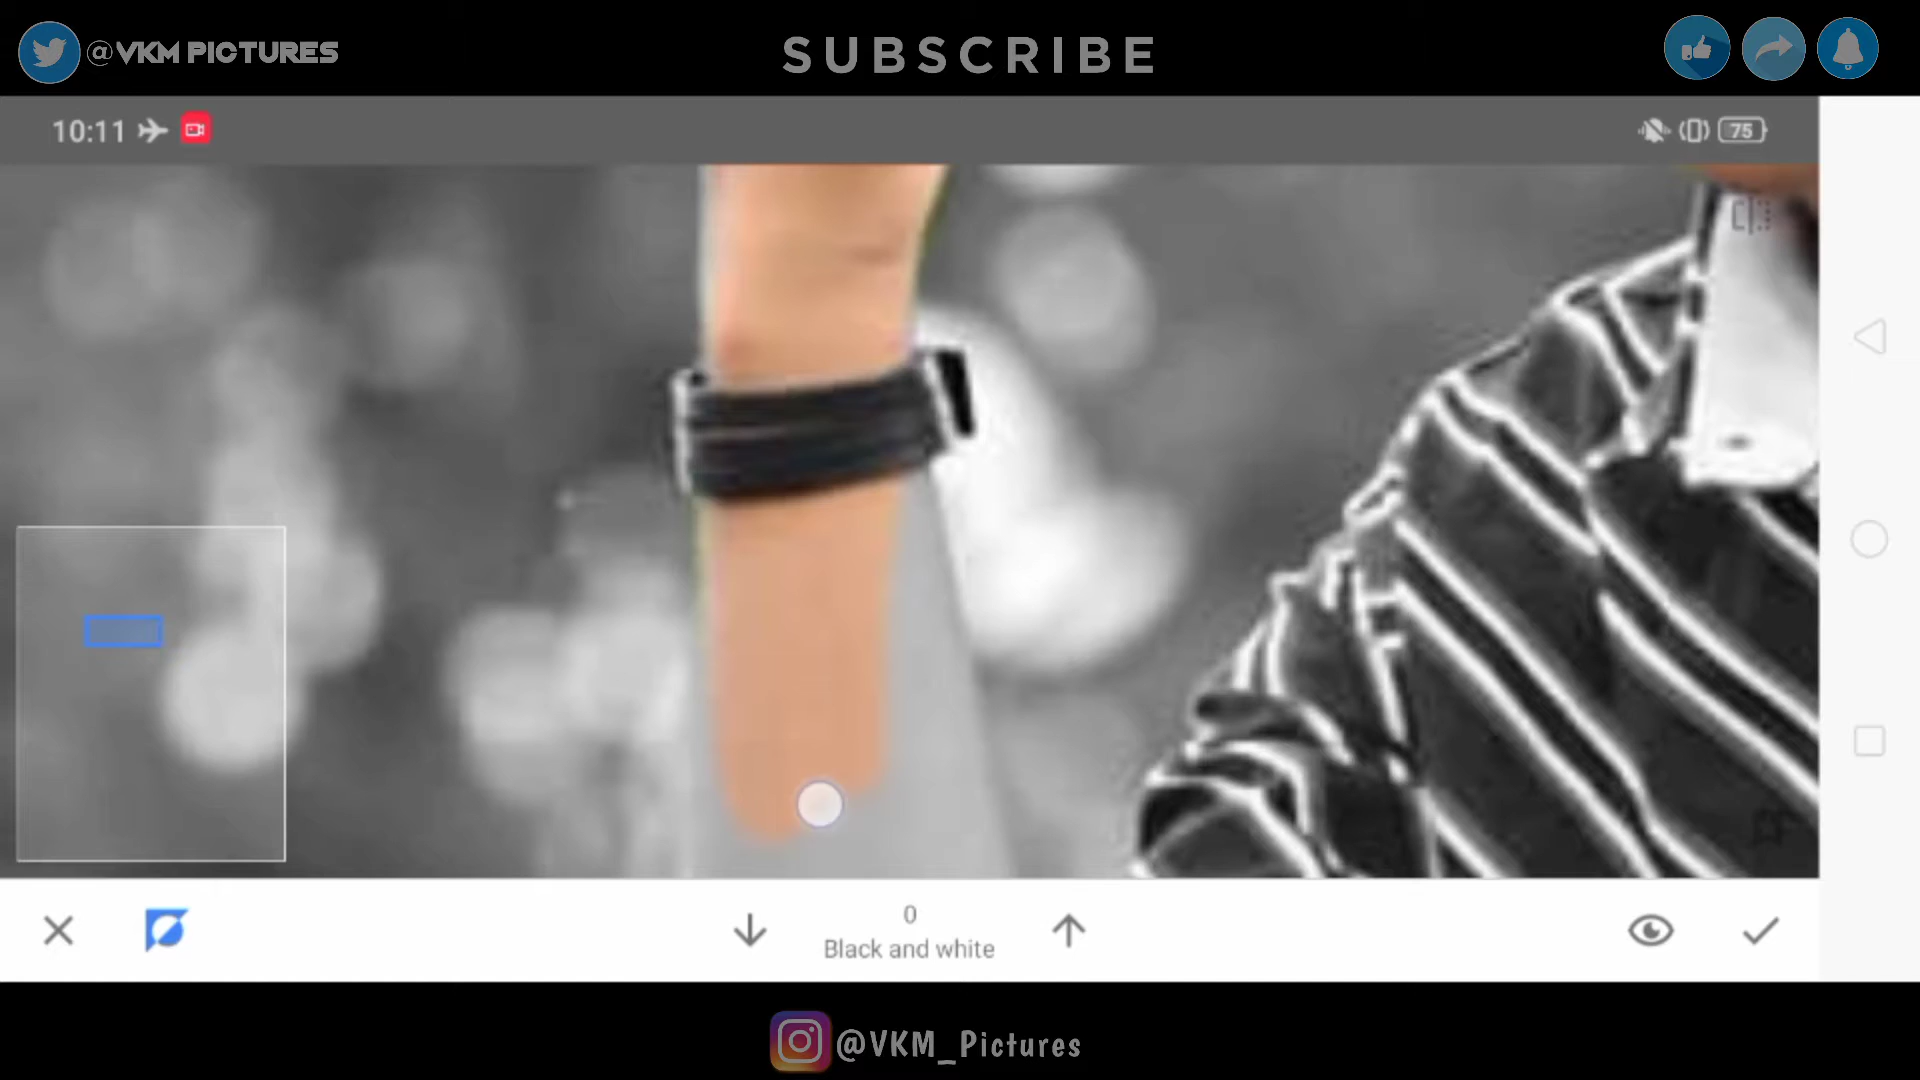 @VKM PICTURES
SUBSCRIBE
10:11
75
0
Black and white
@VKM_Pictures